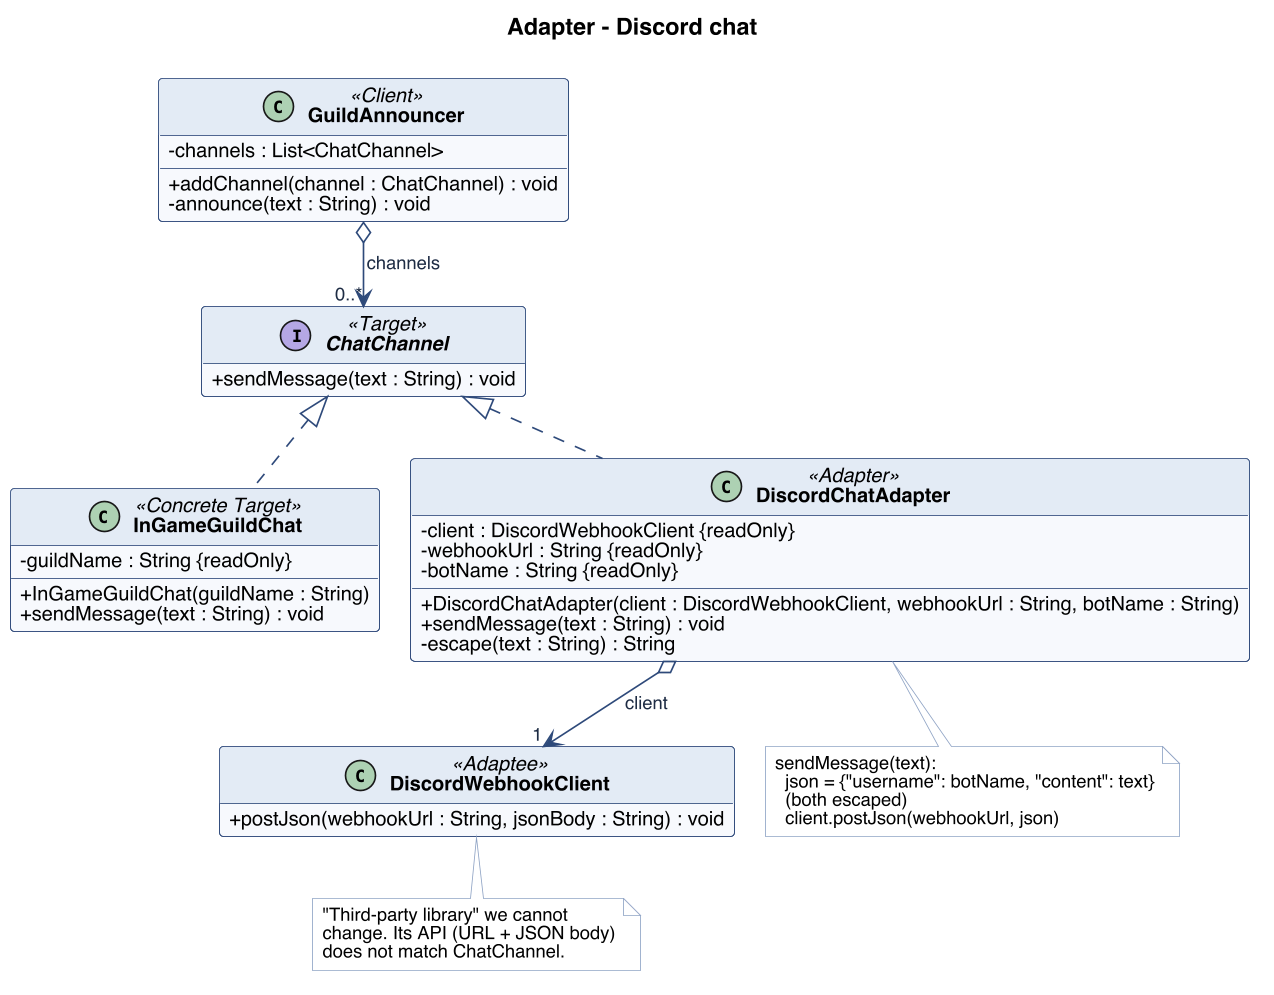 Adapter - Discord chat
«Client»
C GuildAnnouncer
-channels : List<ChatChannel>
+addChannel(channel : ChatChannel) : void
-announce(text : String) : void
channels
0..*
«Target»
I ChatChannel
+sendMessage(text : String) : void
«Concrete Target»
C InGameGuildChat
-guildName : String {readOnly}
+InGameGuildChat(guildName : String)
+sendMessage(text : String) : void
«Adapter»
C DiscordChatAdapter
-client : DiscordWebhookClient {readOnly}
-webhookUrl : String {readOnly}
-botName : String {readOnly}
+DiscordChatAdapter(client : DiscordWebhookClient, webhookUrl : String, botName : String)
+sendMessage(text : String) : void
-escape(text : String) : String
client
1
«Adaptee»
C DiscordWebhookClient
+postJson(webhookUrl : String, jsonBody : String) : void
sendMessage(text):
json = {"username": botName, "content": text}
(both escaped)
client.postJson(webhookUrl, json)
"Third-party library" we cannot
change. Its API (URL + JSON body)
does not match ChatChannel.